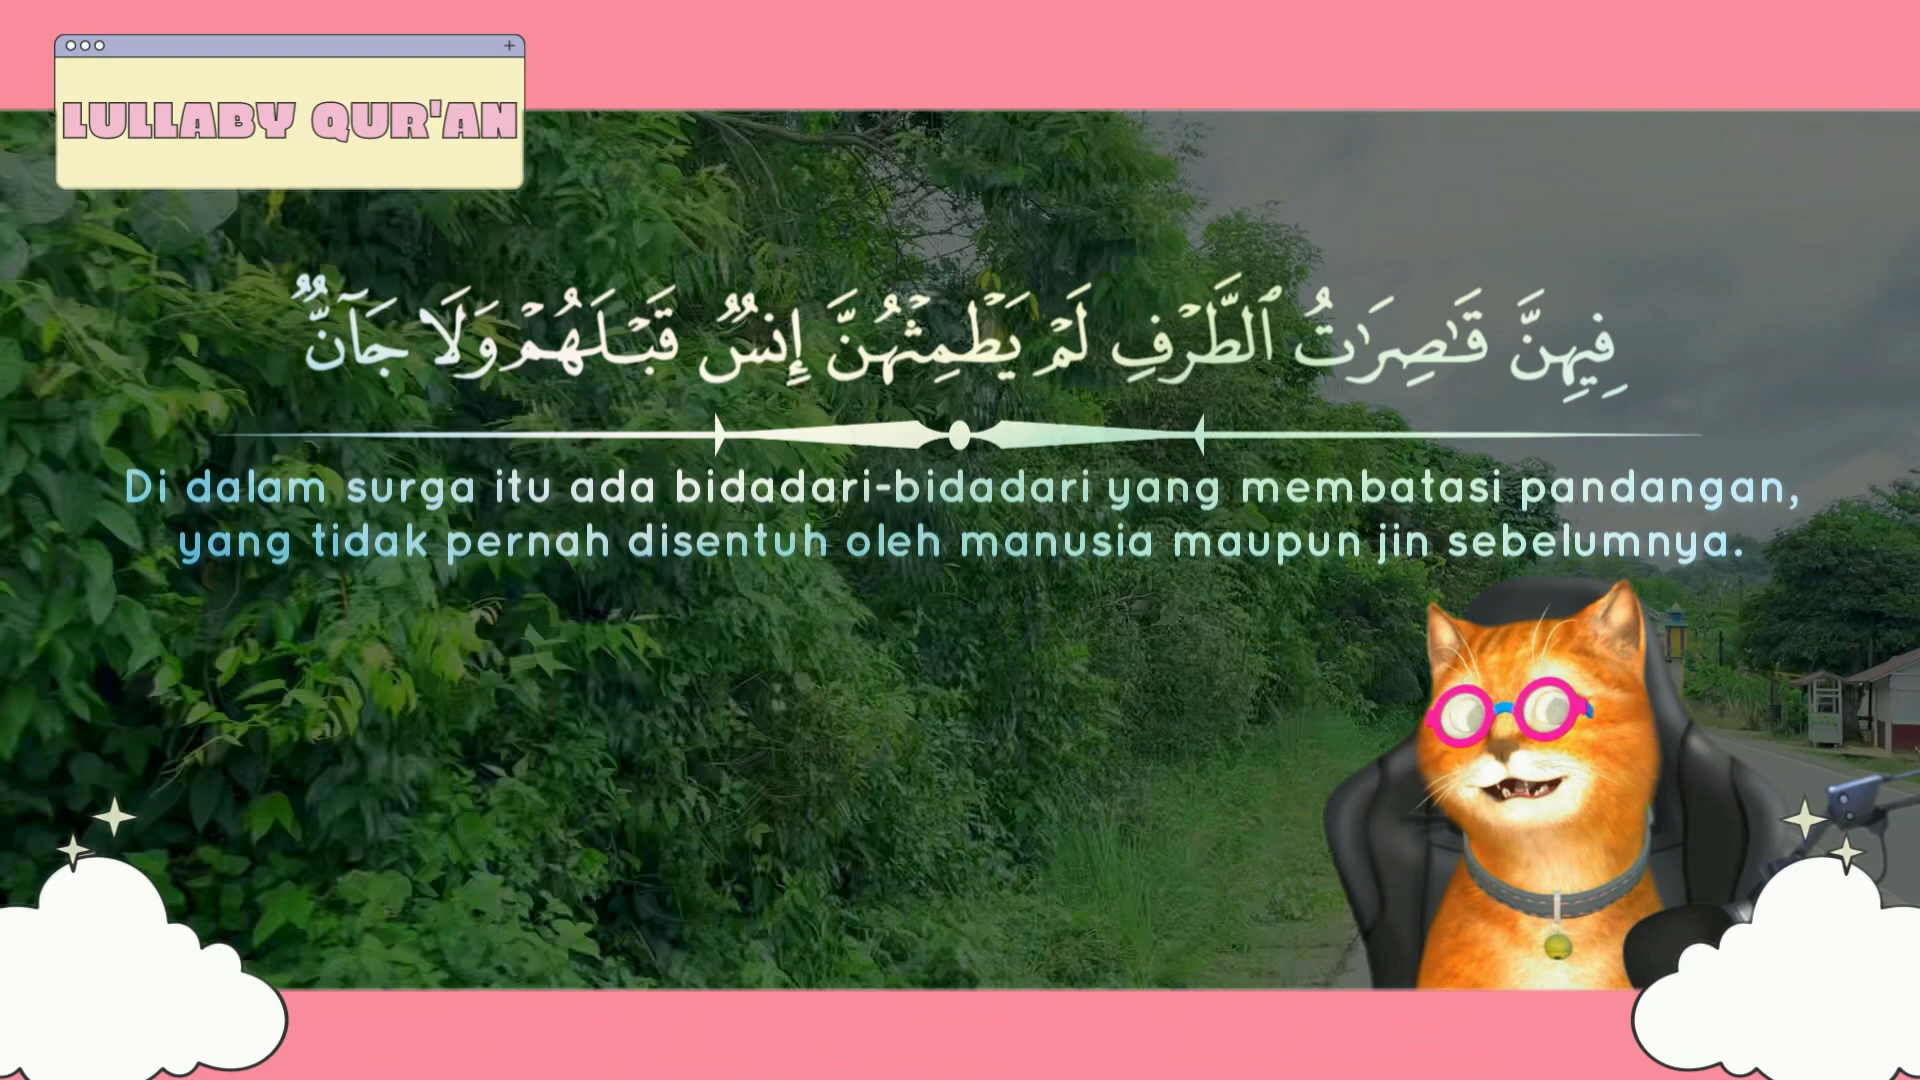 LULLABY QUR'AN
فِيهِنَّ قَٰصِرَٰتُ ٱلطَّرْفِ لَمْ يَطْمِثْهُنَّ إِنسٌ قَبْلَهُمْ وَلَا جَآنٌّ
Di dalam surga itu ada bidadari-bidadari yang membatasi pandangan,
yang tidak pernah disentuh oleh manusia maupun jin sebelumnya.